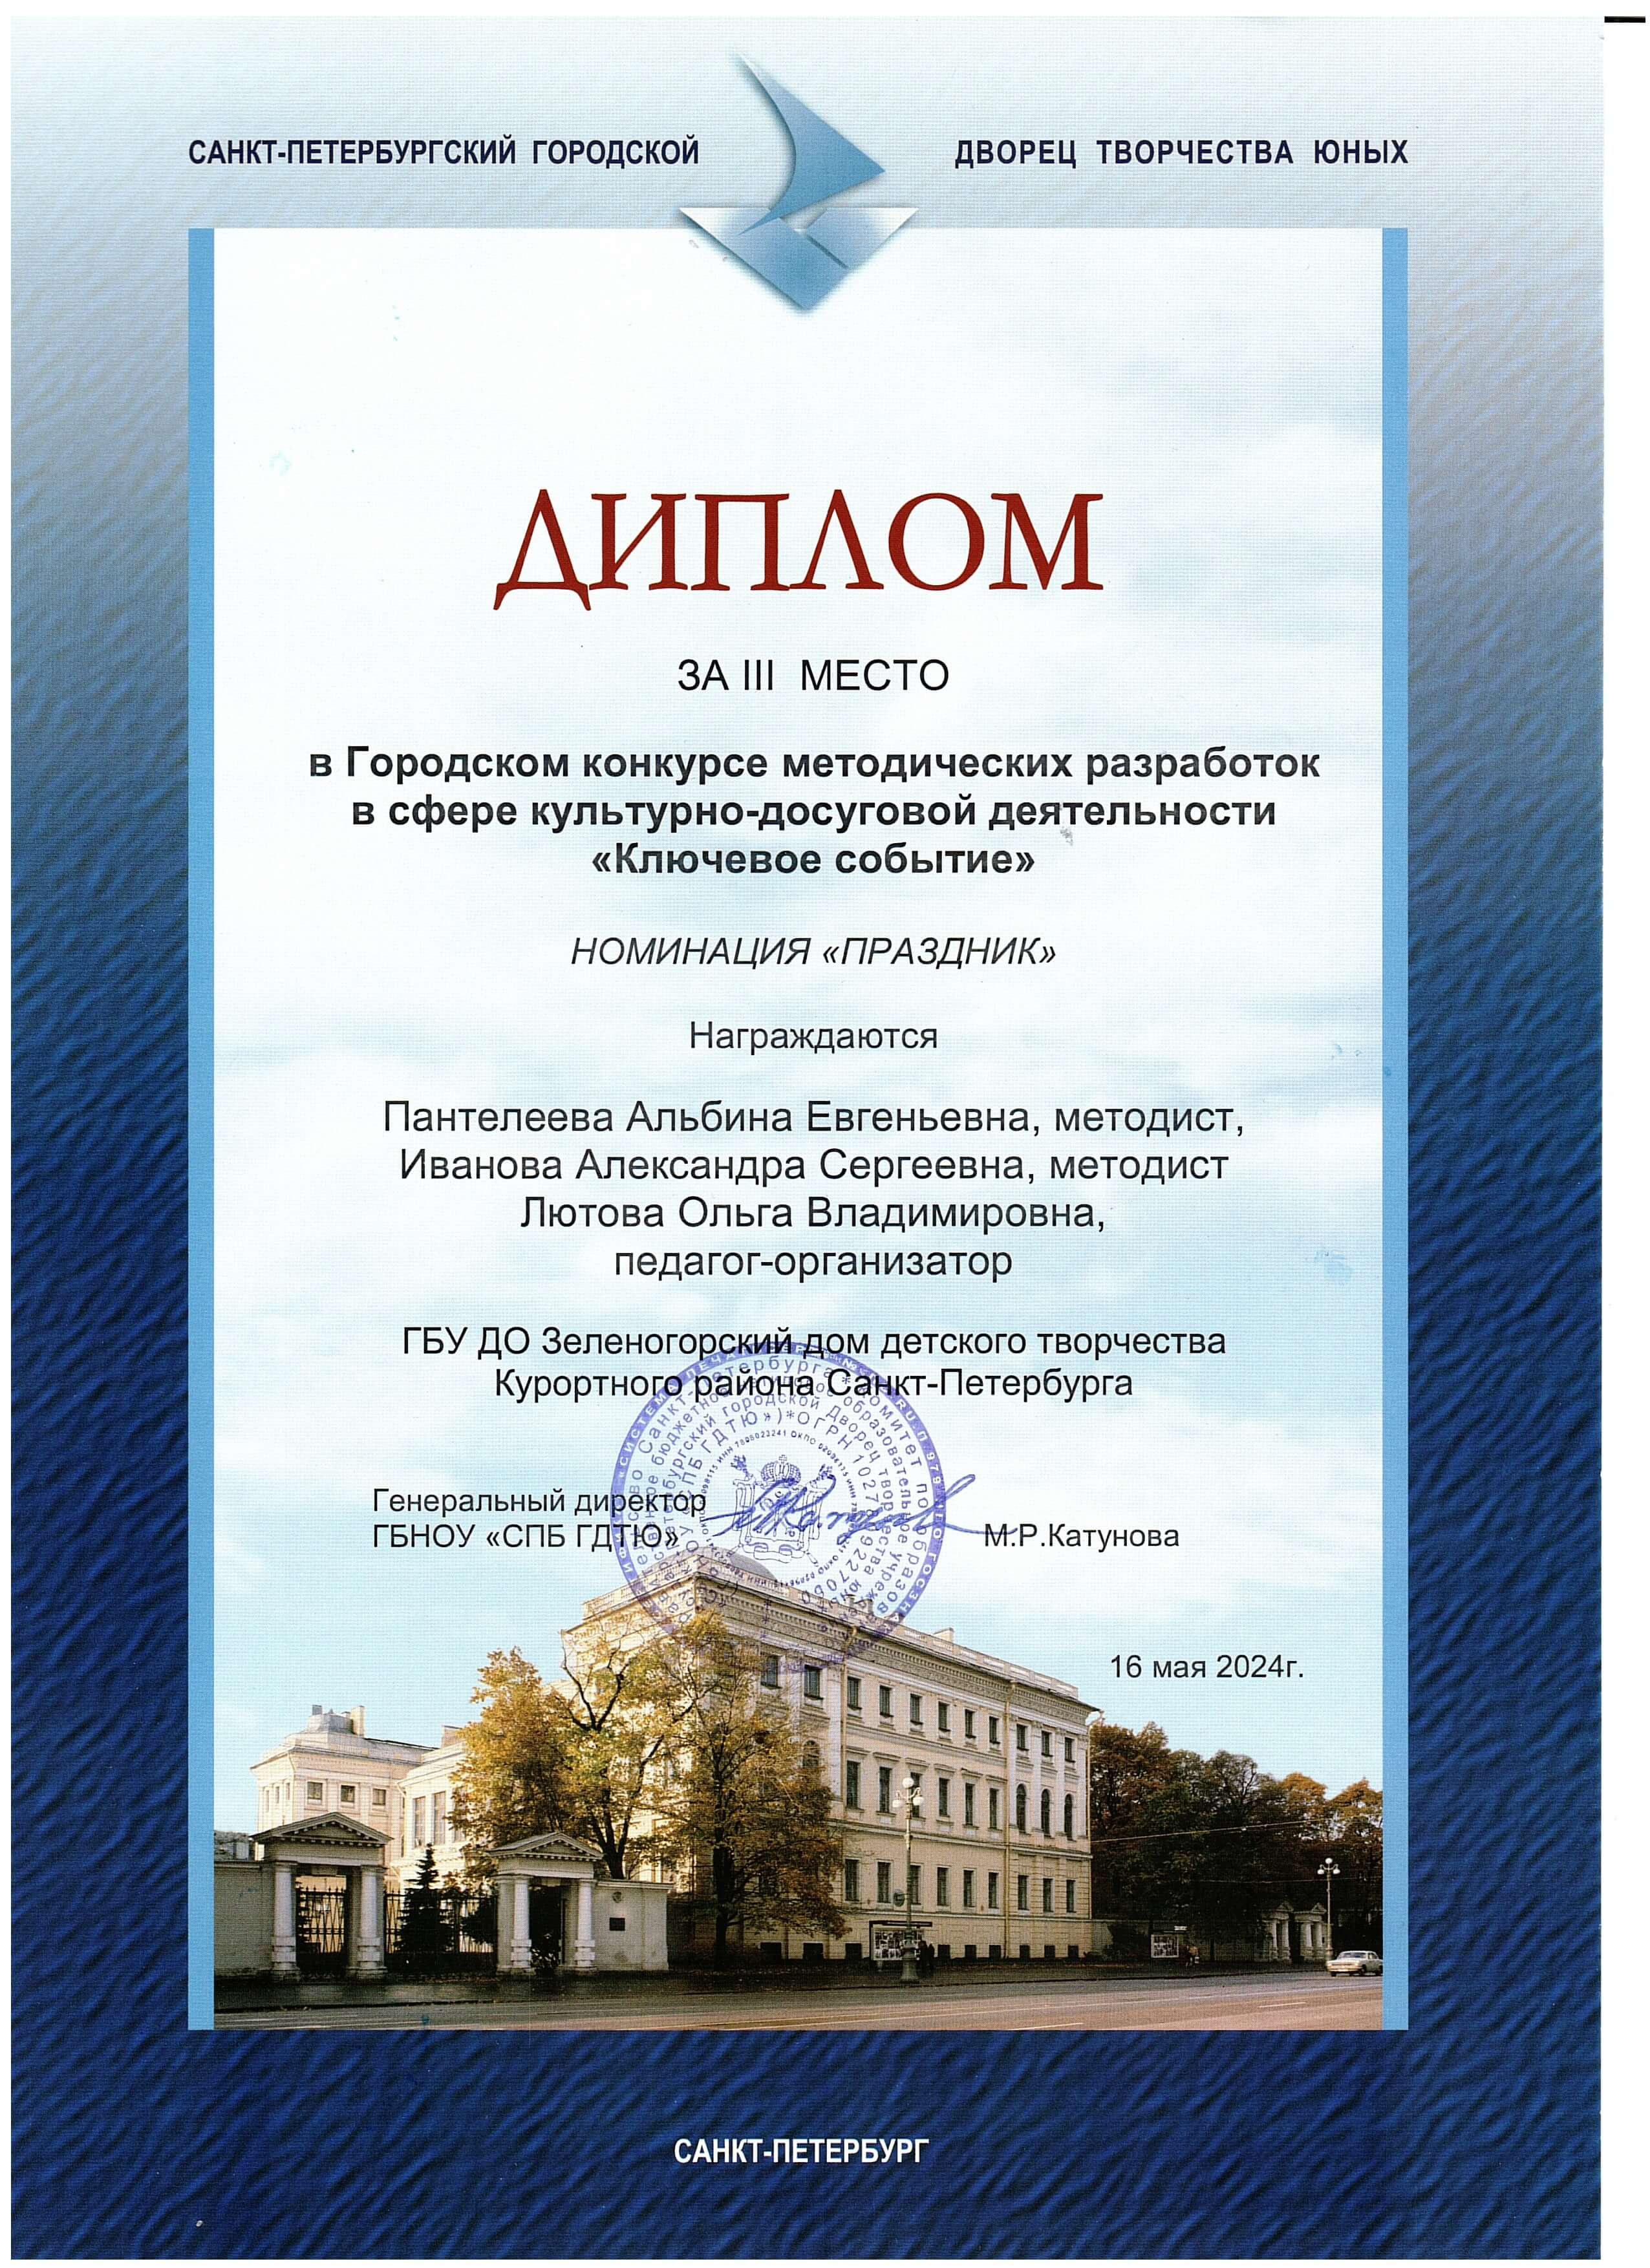 САНКТ-ПЕТЕРБУРГСКИЙ ГОРОДСКОЙ ДВОРЕЦ ТВОРЧЕСТВА ЮНЫХ
ДИПЛОМ
ЗА III МЕСТО
в Городском конкурсе методических разработок
в сфере культурно-досуговой деятельности
«Ключевое событие»
НОМИНАЦИЯ «ПРАЗДНИК»
Награждаются
Пантелеева Альбина Евгеньевна, методист,
Иванова Александра Сергеевна, методист
Лютова Ольга Владимировна,
педагог-организатор
ГБУ ДО Зеленогорский дом детского творчества
Курортного района Санкт-Петербурга
Генеральный директор
ГБНОУ «СПБ ГДТЮ»
М.Р.Катунова
16 мая 2024г.
САНКТ-ПЕТЕРБУРГ